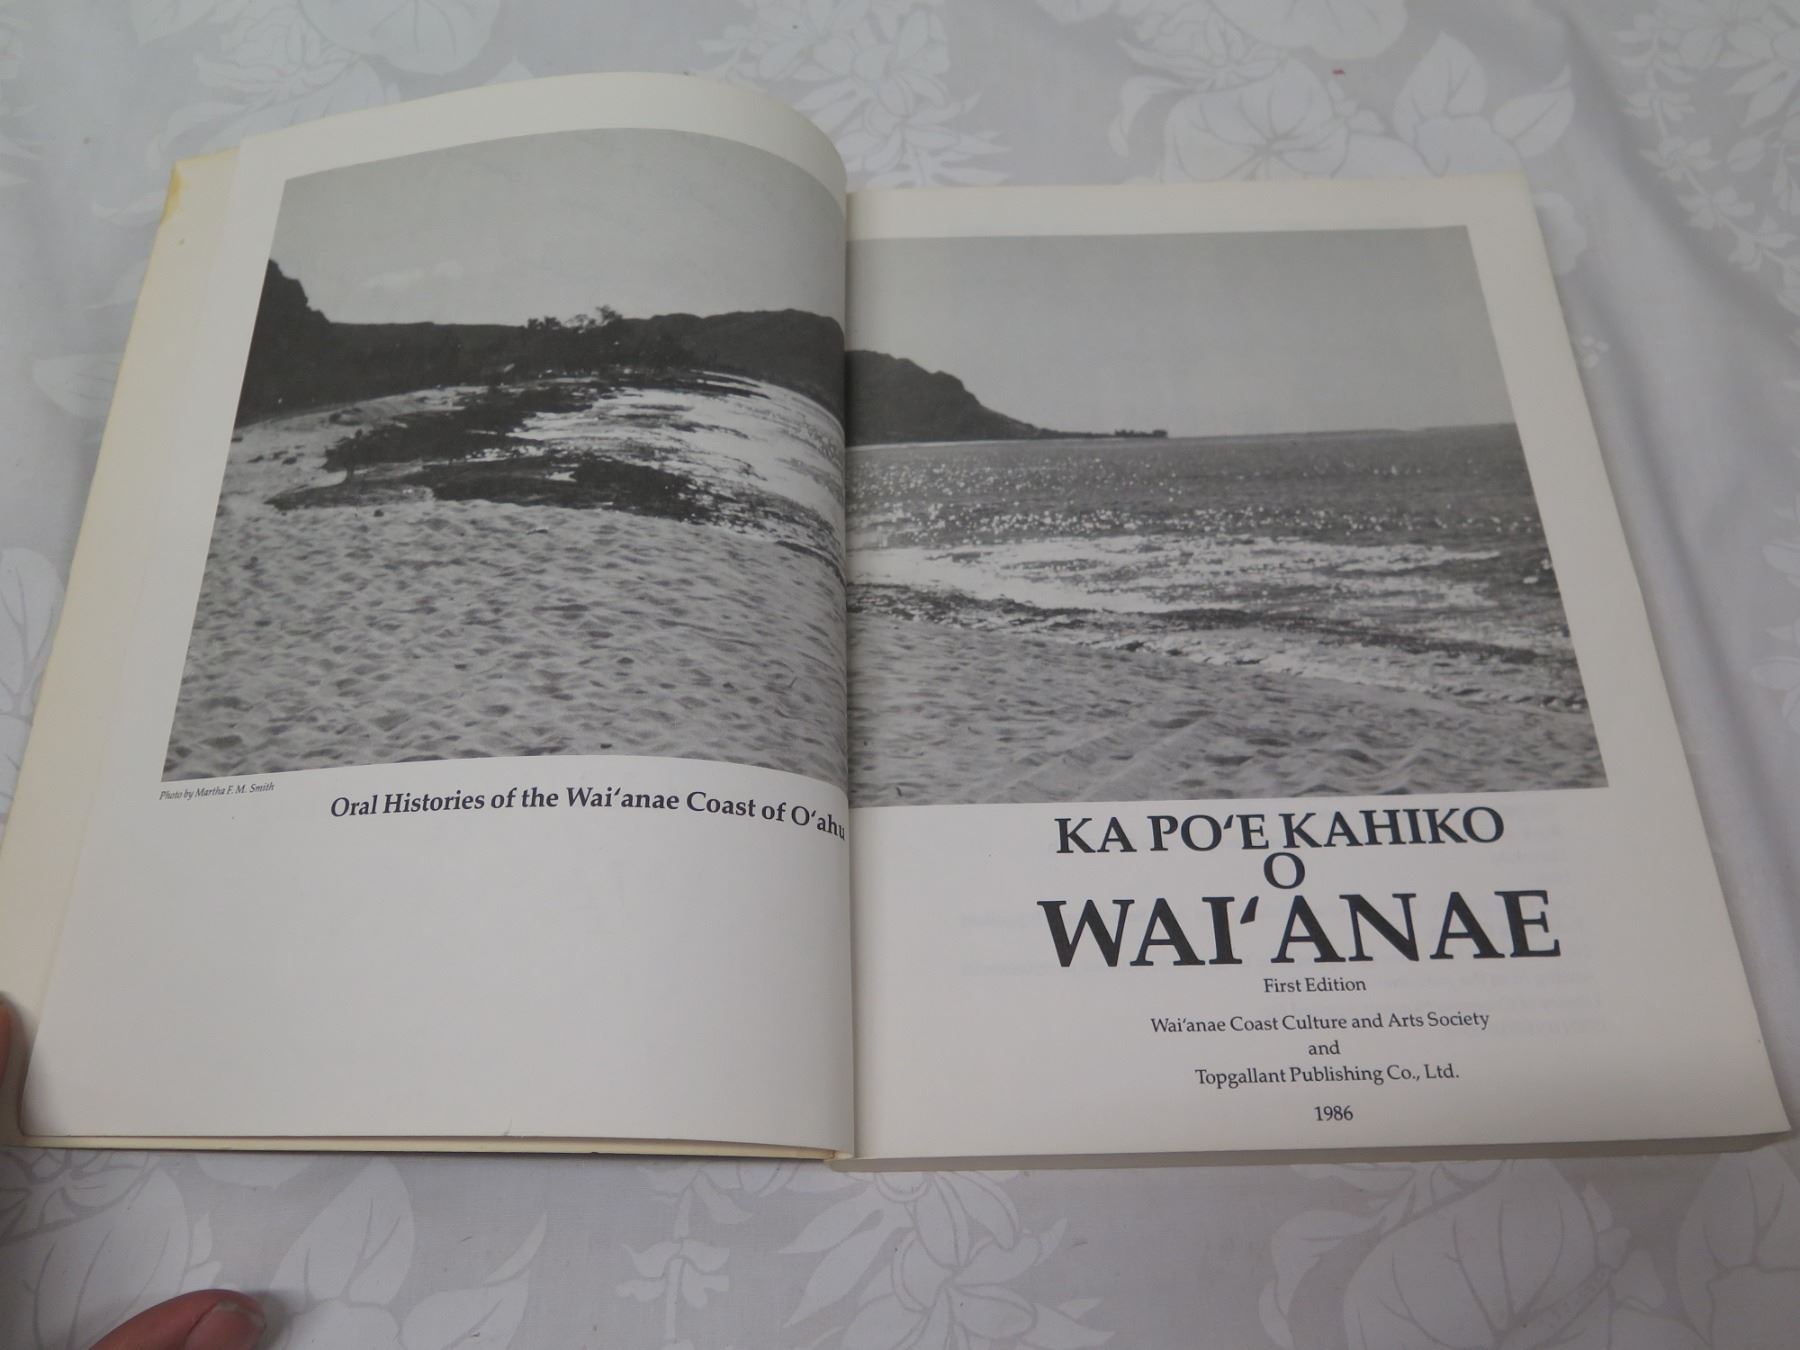 Photo by Martha F. M. Smith
Oral Histories of the Wai‘anae Coast of O‘ahu
KA PO‘E KAHIKO
O
WAI‘ANAE
First Edition
Wai‘anae Coast Culture and Arts Society
and
Topgallant Publishing Co., Ltd.
1986